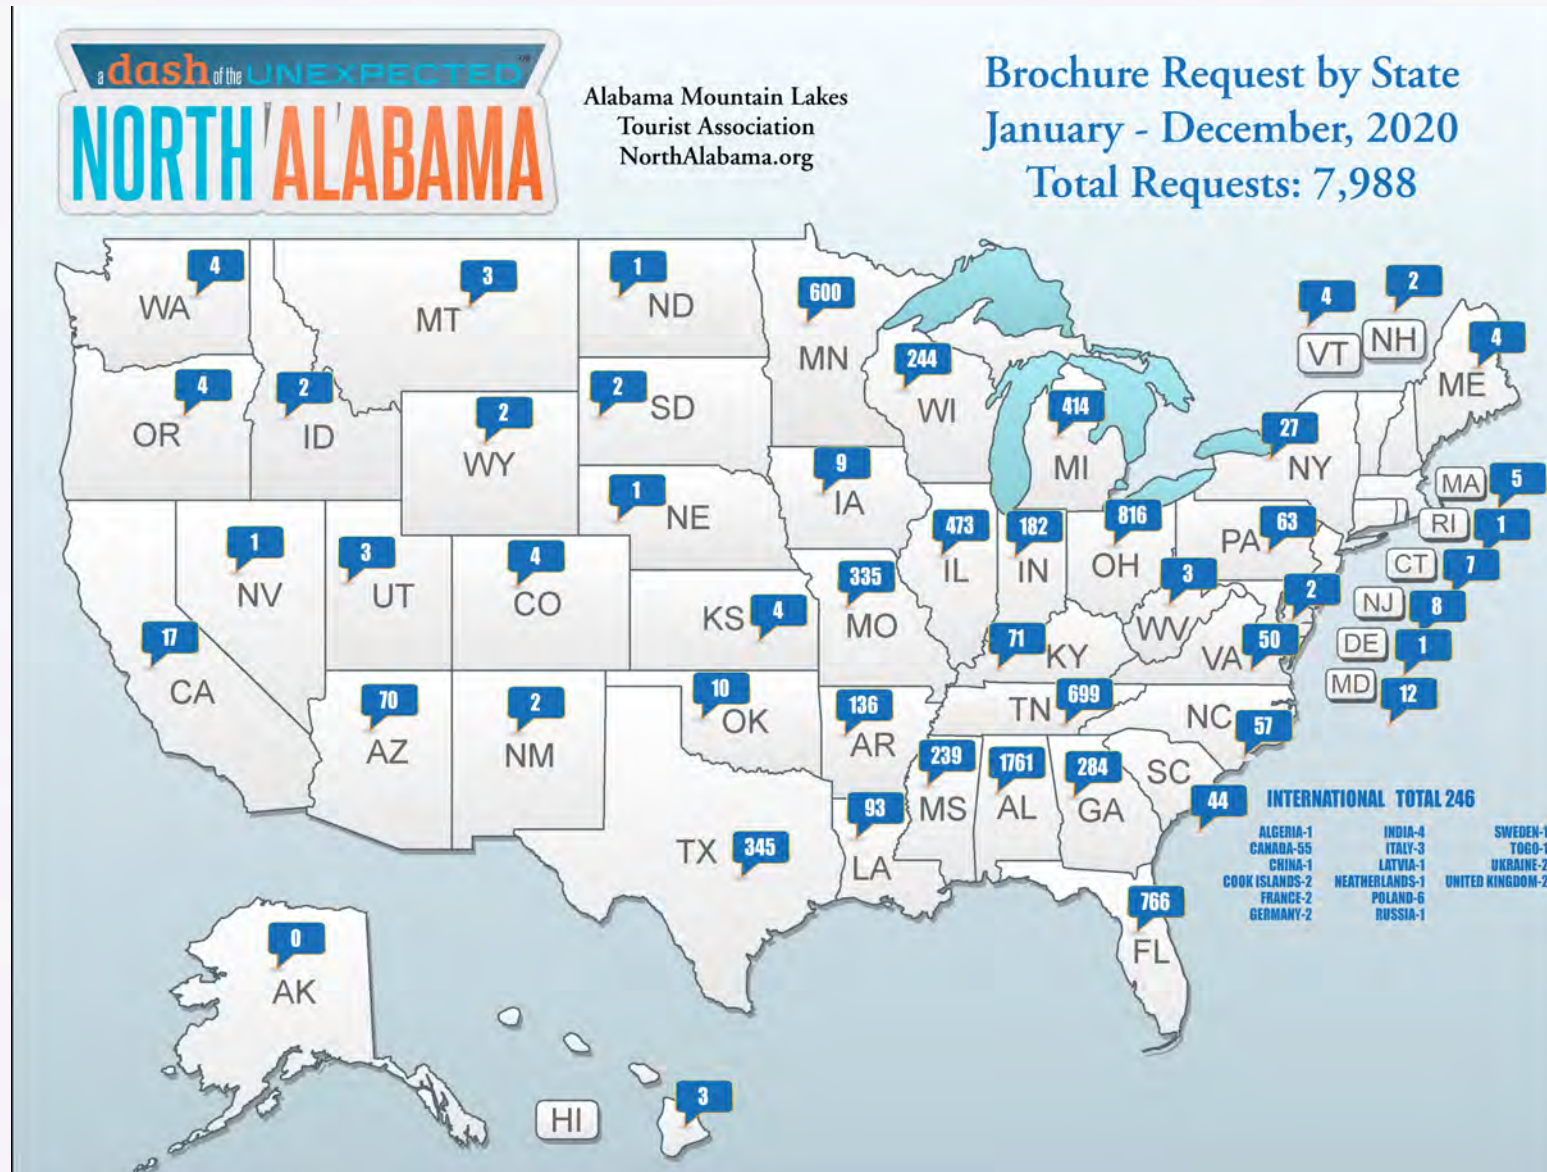 a dash of the UNEXPECTED™
NORTH ALABAMA
Alabama Mountain Lakes
Tourist Association
NorthAlabama.org
Brochure Request by State
January - December, 2020
Total Requests: 7,988
4
WA
3
MT
1
ND
600
MN
244
WI
414
MI
4
VT
2
NH
4
ME
4
OR
2
ID
2
WY
2
SD
9
IA
27
NY
MA
5
1
NE
473
IL
182
IN
816
OH
63
PA
RI
1
1
NV
3
UT
4
CO
4
KS
335
MO
3
WV
2
CT
7
NJ
8
17
CA
71
KY
50
VA
DE
1
MD
12
70
AZ
2
NM
10
OK
136
AR
699
TN
57
NC
239
MS
1761
AL
284
GA
SC
44
345
TX
93
LA
766
FL
INTERNATIONAL TOTAL 246
ALGERIA-1 INDIA-4 SWEDEN-1
CANADA-55 ITALY-3 TOGO-1
CHINA-1 LATVIA-1 UKRAINE-2
COOK ISLANDS-2 NEATHERLANDS-1 UNITED KINGDOM-2
FRANCE-2 POLAND-6
GERMANY-2 RUSSIA-1
0
AK
HI
3